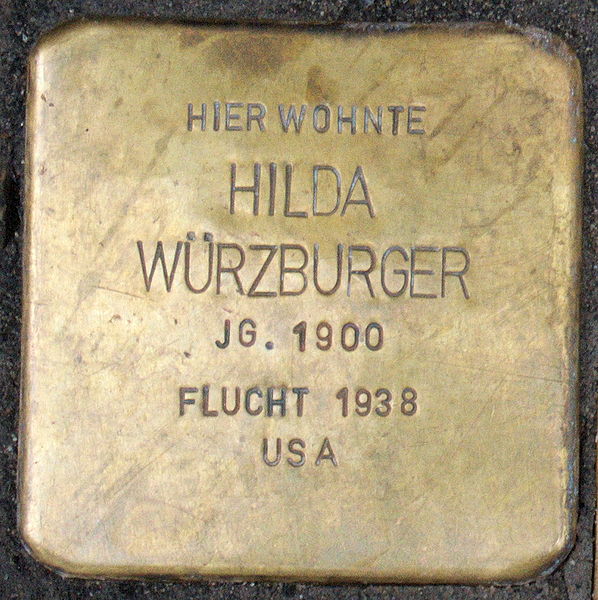 HIER WOHNTE
HILDA
WÜRZBURGER
JG. 1900
FLUCHT 1938
USA